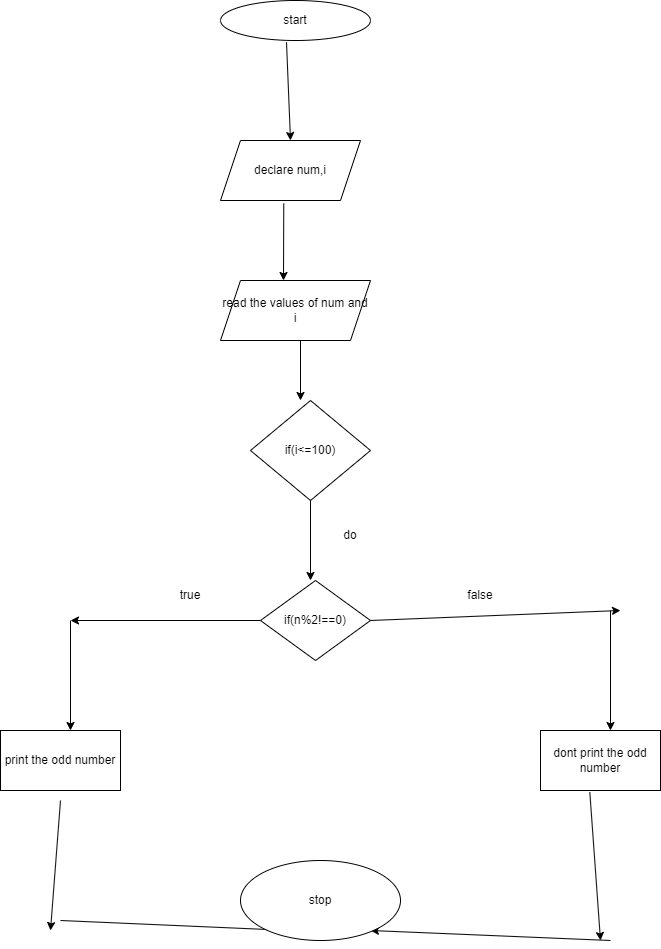 start
declare num,i
read the values of num and
i
if(i<=100)
do
true
false
if(n%2!==0)
print the odd number
dont print the odd
number
stop